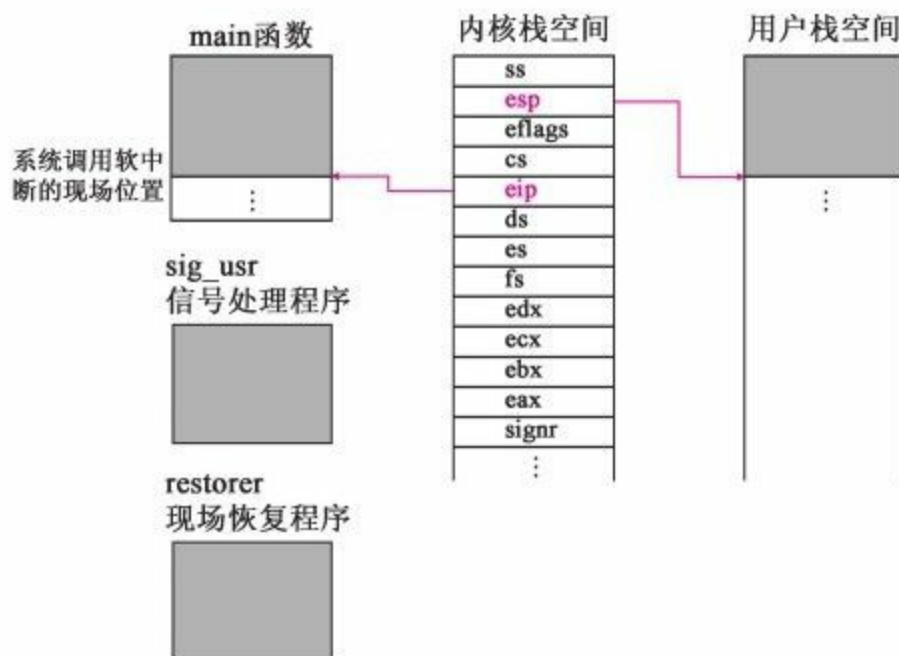 main函数
系统调用软中
断的现场位置
⋮
sig_usr
信号处理程序
restorer
现场恢复程序
内核栈空间
ss
esp
eflags
cs
eip
ds
es
fs
edx
ecx
ebx
eax
signr
⋮
用户栈空间
⋮